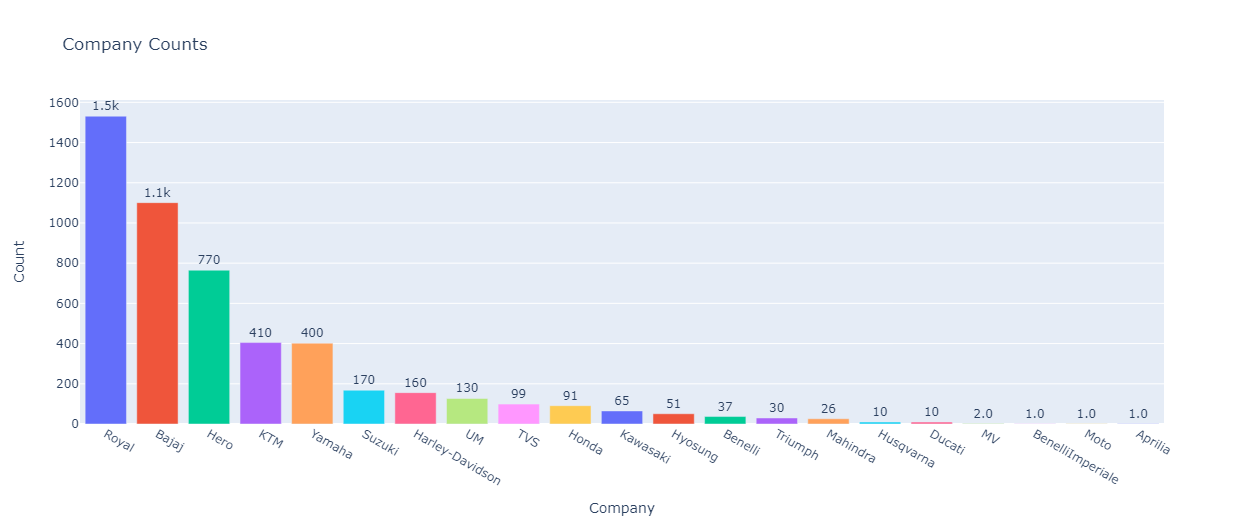 Company Counts
1600
1400
1200
1000
800
600
400
200
0
Count
1.5k
1.1k
770
410
400
170
160
130
99
91
65
51
37
30
26
10
10
2.0
1.0
1.0
1.0
Royal
Bajaj
Hero
KTM
Yamaha
Suzuki
Harley-Davidson
UM
TVS
Honda
Kawasaki
Hyosung
Benelli
Triumph
Mahindra
Husqvarna
Ducati
MV
BenelliImperiale
Moto
Aprilia
Company